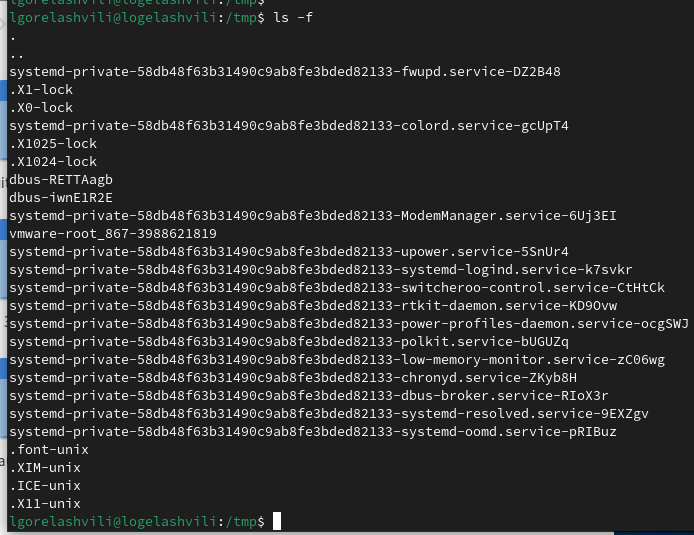 lgorelashvili@logelashvili:/tmp$
lgorelashvili@logelashvili:/tmp$ ls -f
.
..
systemd-private-58db48f63b31490c9ab8fe3bded82133-fwupd.service-DZ2B48
.X1-lock
.X0-lock
systemd-private-58db48f63b31490c9ab8fe3bded82133-colord.service-gcUpT4
.X1025-lock
.X1024-lock
dbus-RETTAagb
dbus-iwnE1R2E
systemd-private-58db48f63b31490c9ab8fe3bded82133-ModemManager.service-6Uj3EI
vmware-root_867-3988621819
systemd-private-58db48f63b31490c9ab8fe3bded82133-upower.service-5SnUr4
systemd-private-58db48f63b31490c9ab8fe3bded82133-systemd-logind.service-k7svkr
systemd-private-58db48f63b31490c9ab8fe3bded82133-switcheroo-control.service-CtHtCk
systemd-private-58db48f63b31490c9ab8fe3bded82133-rtkit-daemon.service-KD9Ovw
systemd-private-58db48f63b31490c9ab8fe3bded82133-power-profiles-daemon.service-ocgSWJ
systemd-private-58db48f63b31490c9ab8fe3bded82133-polkit.service-bUGUZq
systemd-private-58db48f63b31490c9ab8fe3bded82133-low-memory-monitor.service-zC06wg
systemd-private-58db48f63b31490c9ab8fe3bded82133-chronyd.service-ZKyb8H
systemd-private-58db48f63b31490c9ab8fe3bded82133-dbus-broker.service-RIoX3r
systemd-private-58db48f63b31490c9ab8fe3bded82133-systemd-resolved.service-9EXZgv
systemd-private-58db48f63b31490c9ab8fe3bded82133-systemd-oomd.service-pRIBuz
.font-unix
.XIM-unix
.ICE-unix
.X11-unix
lgorelashvili@logelashvili:/tmp$